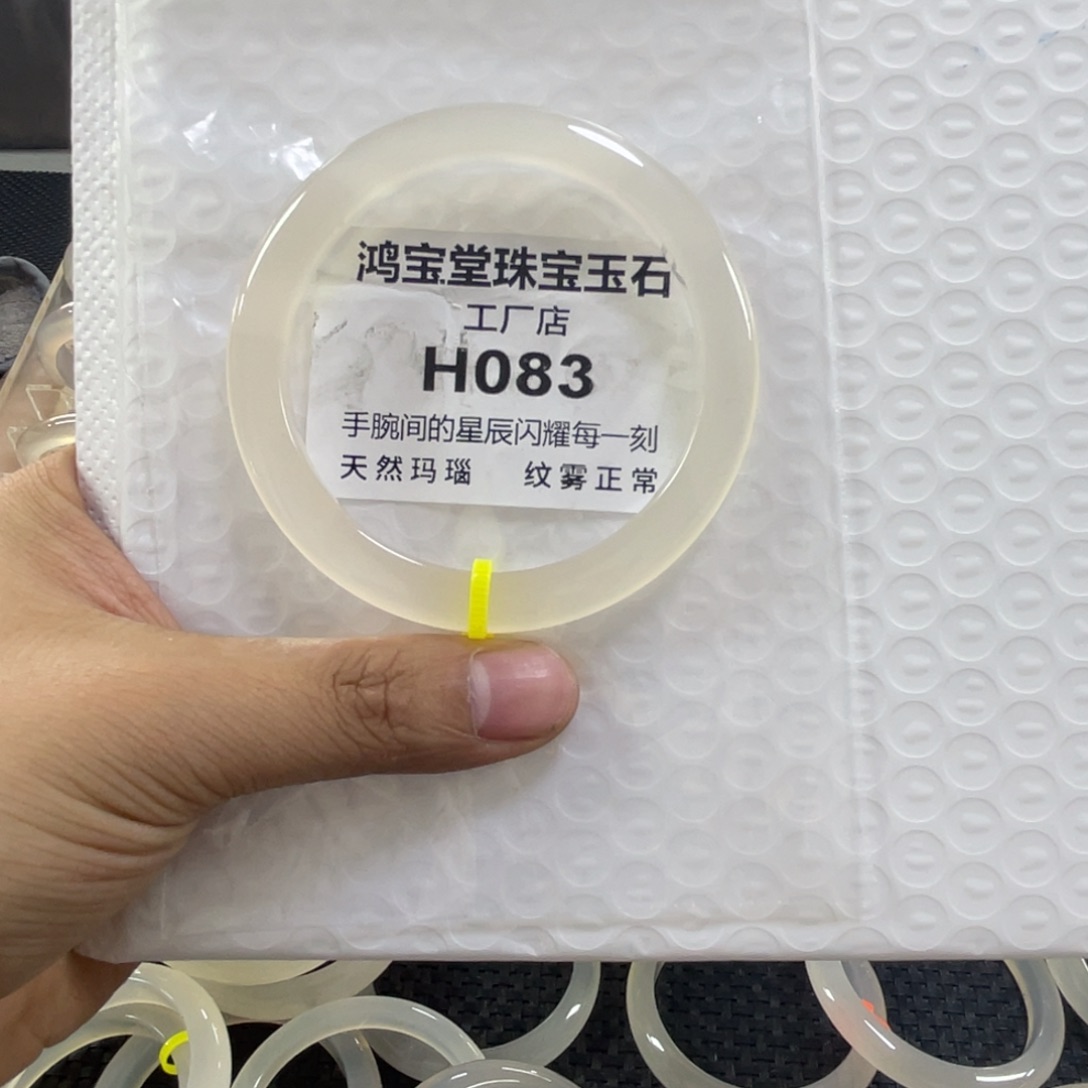 鸿宝堂珠宝玉石
工厂店
H083
手腕间的星辰闪耀每一刻
天然玛瑙 纹雾正常